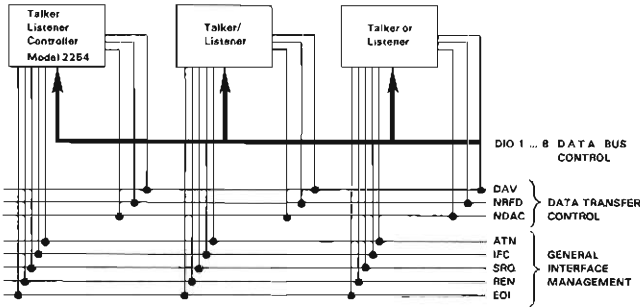 Talker
Listener
Controller
Model 2254
Talker/
Listener
Talker or
Listener
DIO 1 ... 8 DATA BUS
CONTROL
DAV
NRFD
NDAC
DATA TRANSFER
CONTROL
ATN
IFC
SRQ
REN
EOI
GENERAL
INTERFACE
MANAGEMENT